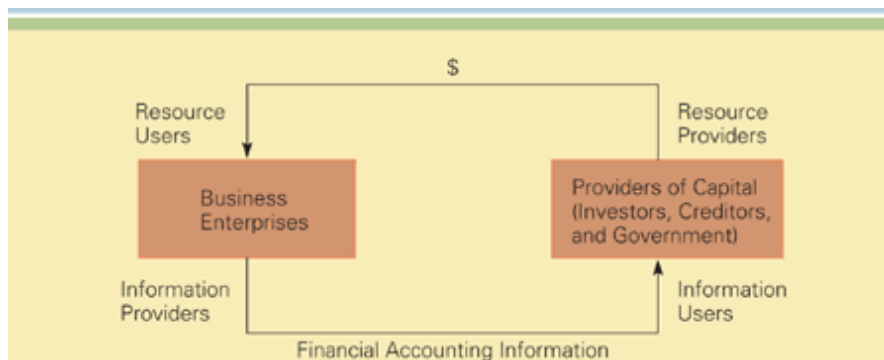 $
Resource
Users
Resource
Providers
Business
Enterprises
Providers of Capital
(Investors, Creditors,
and Government)
Information
Providers
Information
Users
Financial Accounting Information